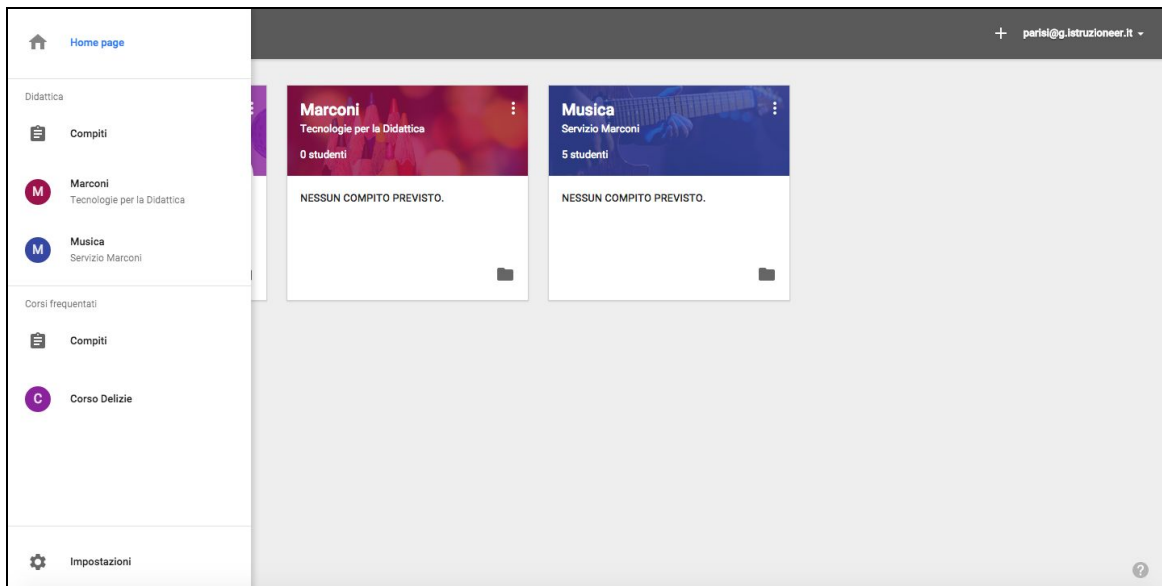 Home page
Didattica
Compiti
M
Marconi
Tecnologie per la Didattica
M
Musica
Servizio Marconi
Corsi frequentati
Compiti
C
Corso Delizie
Impostazioni
+ parisi@g.istruzioneer.it
Marconi
Tecnologie per la Didattica
0 studenti
NESSUN COMPITO PREVISTO.
Musica
Servizio Marconi
5 studenti
NESSUN COMPITO PREVISTO.
?